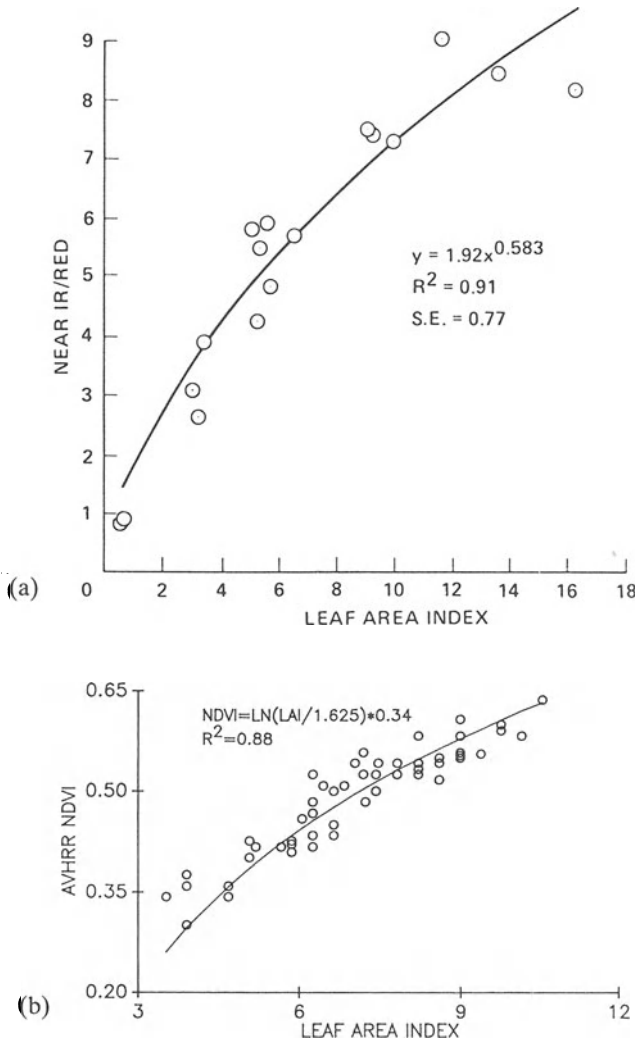 9
8
7
6
5
4
3
2
1
NEAR IR/RED
y = 1.92x^0.583
R^2 = 0.91
S.E. = 0.77
(a)
0 2 4 6 8 10 12 14 16 18
LEAF AREA INDEX
0.65
0.50
0.35
0.20
AVHRR NDVI
NDVI=LN(LAI/1.625)*0.34
R^2=0.88
(b)
3 6 9 12
LEAF AREA INDEX